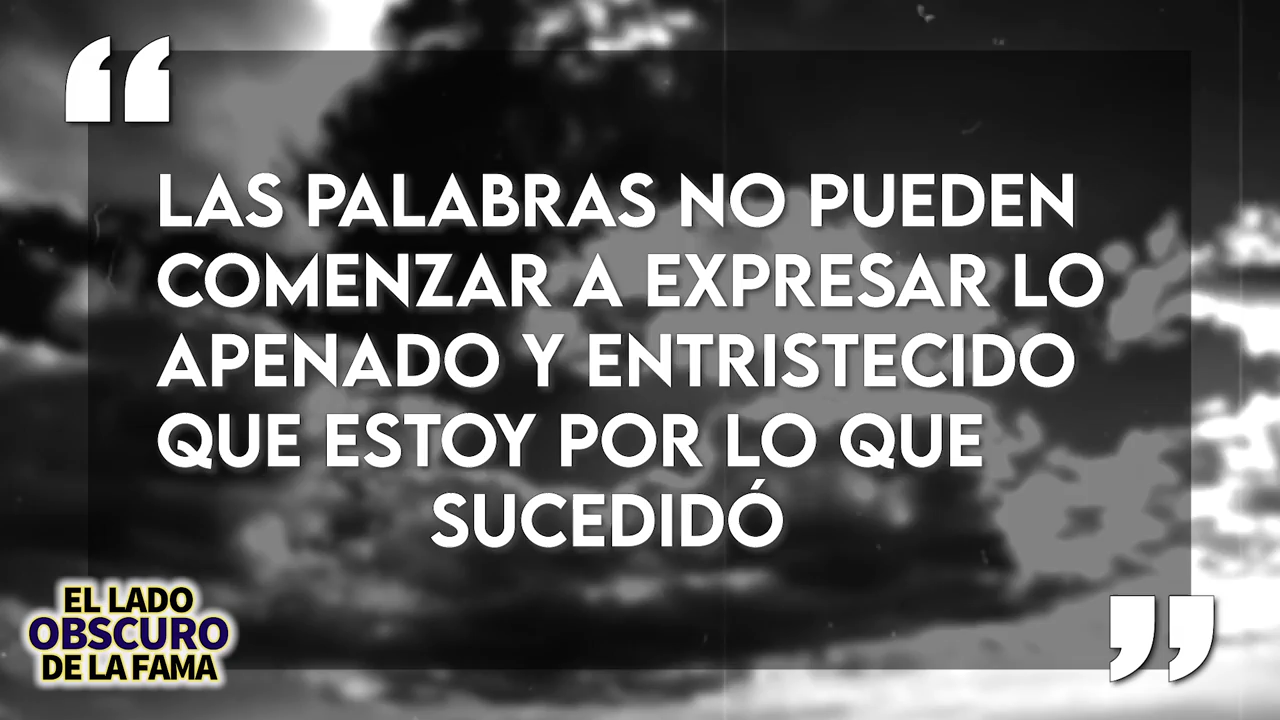 LAS PALABRAS NO PUEDEN
COMENZAR A EXPRESAR LO
APENADO Y ENTRISTECIDO
QUE ESTOY POR LO QUE
SUCEDIDÓ
EL LADO
OBSCURO
DE LA FAMA